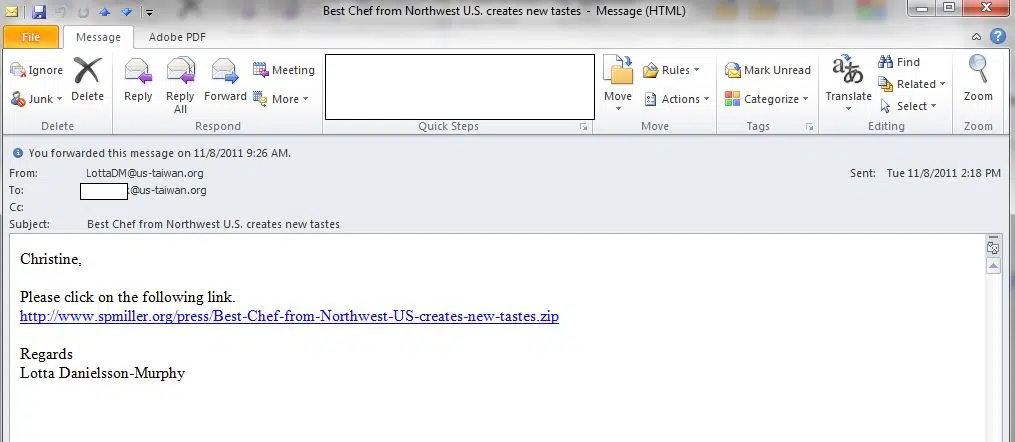 Best Chef from Northwest U.S. creates new tastes - Message (HTML)
File Message Adobe PDF
Ignore
Junk
Delete
Delete
Reply
Reply All
Forward
Meeting
More
Respond
Quick Steps
Move
Rules
Actions
Move
Mark Unread
Categorize
Tags
Translate
Find
Related
Select
Editing
Zoom
Zoom
You forwarded this message on 11/8/2011 9:26 AM.
From: LottaDM@us-taiwan.org Sent: Tue 11/8/2011 2:18 PM
To: @us-taiwan.org
Cc:
Subject: Best Chef from Northwest U.S. creates new tastes
Christine,
Please click on the following link.
http://www.spmiller.org/press/Best-Chef-from-Northwest-US-creates-new-tastes.zip
Regards
Lotta Danielsson-Murphy